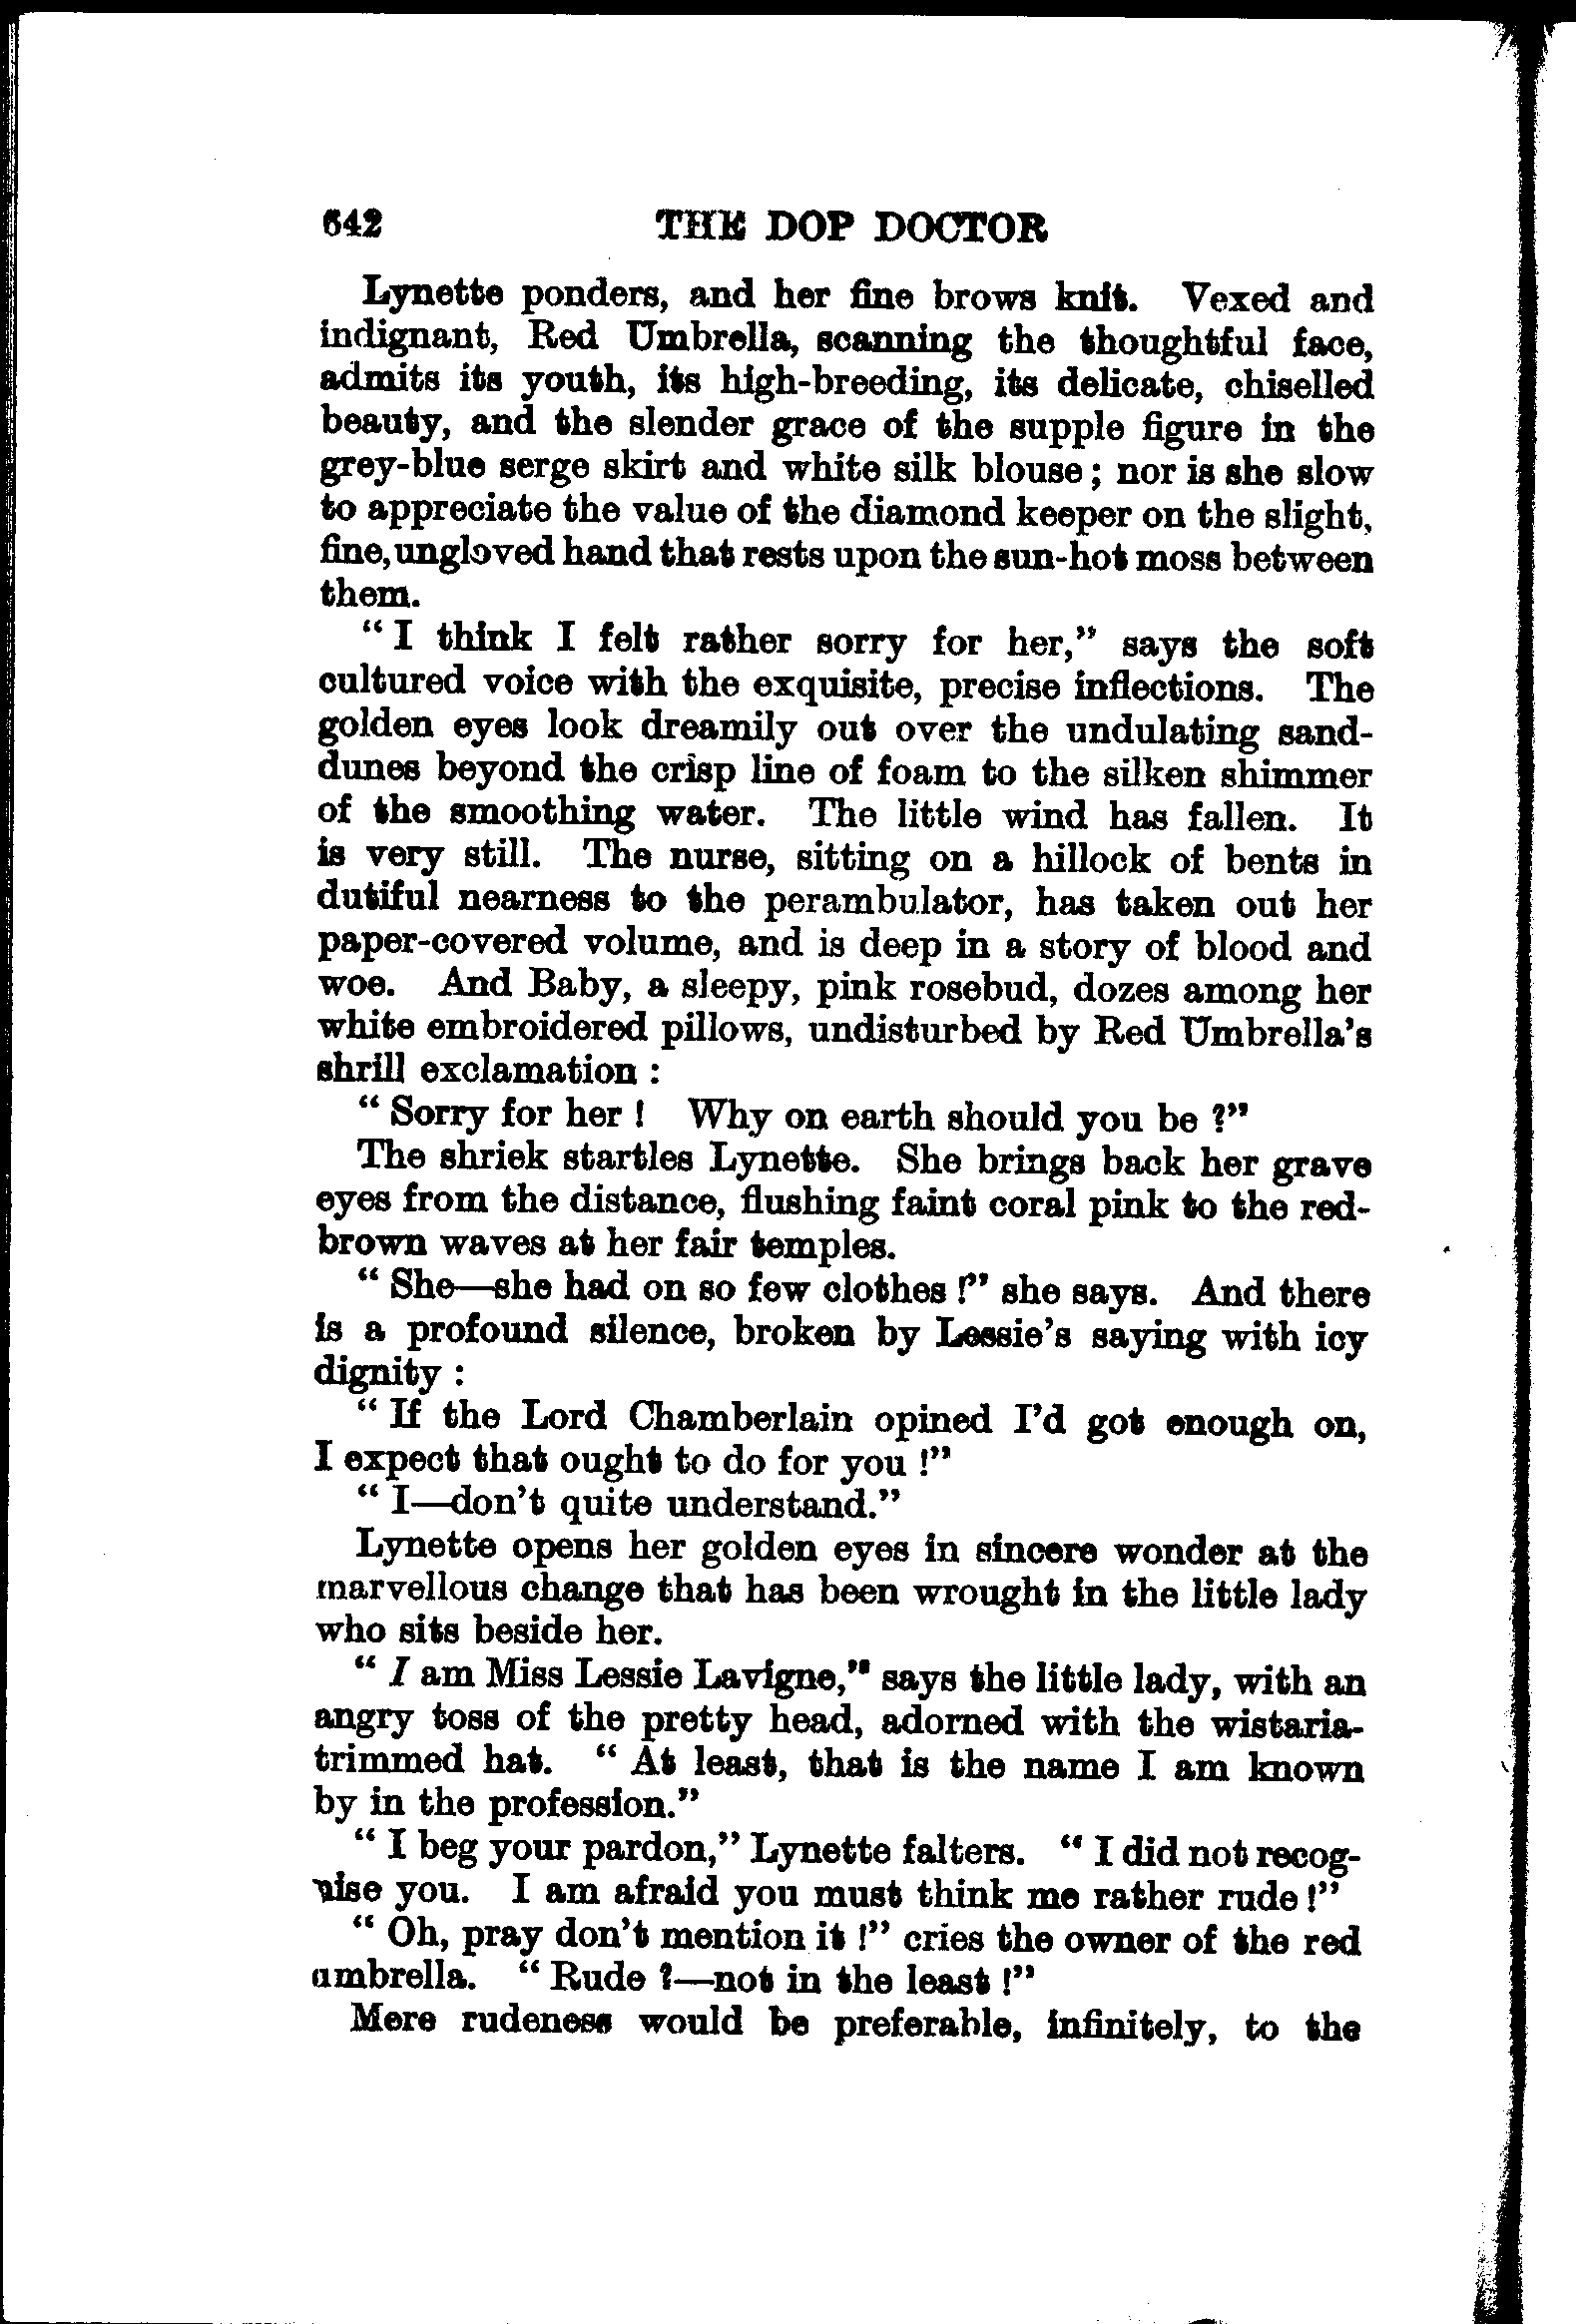 642 THE DOP DOCTOR
Lynette ponders, and her fine brows knit. Vexed and
indignant, Red Umbrella, scanning the thoughtful face,
admits its youth, its high-breeding, its delicate, chiselled
beauty, and the slender grace of the supple figure in the
grey-blue serge skirt and white silk blouse; nor is she slow
to appreciate the value of the diamond keeper on the slight,
fine, ungloved hand that rests upon the sun-hot moss between
them.
“I think I felt rather sorry for her,” says the soft
cultured voice with the exquisite, precise inflections. The
golden eyes look dreamily out over the undulating sand-
dunes beyond the crisp line of foam to the silken shimmer
of the smoothing water. The little wind has fallen. It
is very still. The nurse, sitting on a hillock of bents in
dutiful nearness to the perambulator, has taken out her
paper-covered volume, and is deep in a story of blood and
woe. And Baby, a sleepy, pink rosebud, dozes among her
white embroidered pillows, undisturbed by Red Umbrella’s
shrill exclamation :
“ Sorry for her ! Why on earth should you be ?”
The shriek startles Lynette. She brings back her grave
eyes from the distance, flushing faint coral pink to the red-
brown waves at her fair temples.
“ She—she had on so few clothes !” she says. And there
is a profound silence, broken by Lessie’s saying with icy
dignity :
“ If the Lord Chamberlain opined I’d got enough on,
I expect that ought to do for you !”
“ I—don’t quite understand.”
Lynette opens her golden eyes in sincere wonder at the
marvellous change that has been wrought in the little lady
who sits beside her.
“ I am Miss Lessie Lavigne,” says the little lady, with an
angry toss of the pretty head, adorned with the wistaria-
trimmed hat. “ At least, that is the name I am known
by in the profession.”
“ I beg your pardon,” Lynette falters. “ I did not recog-
nise you. I am afraid you must think me rather rude !”
“ Oh, pray don’t mention it !” cries the owner of the red
umbrella. “ Rude ?—not in the least !”
Mere rudeness would be preferable, infinitely, to the